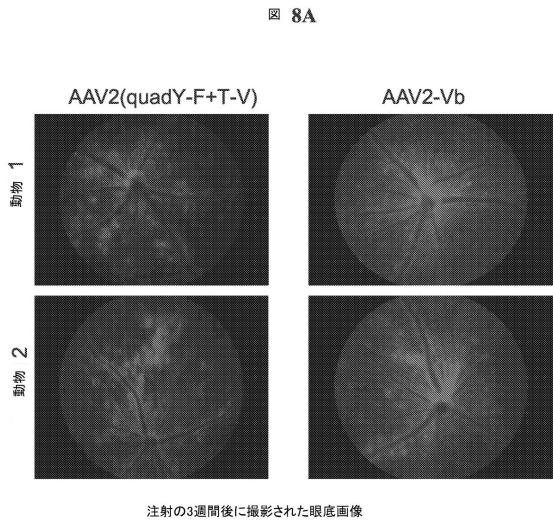 図 8A
AAV2(quadY-F+T-V)
AAV2-Vb
動物 1
動物 2
注射の3週間後に撮影された眼底画像